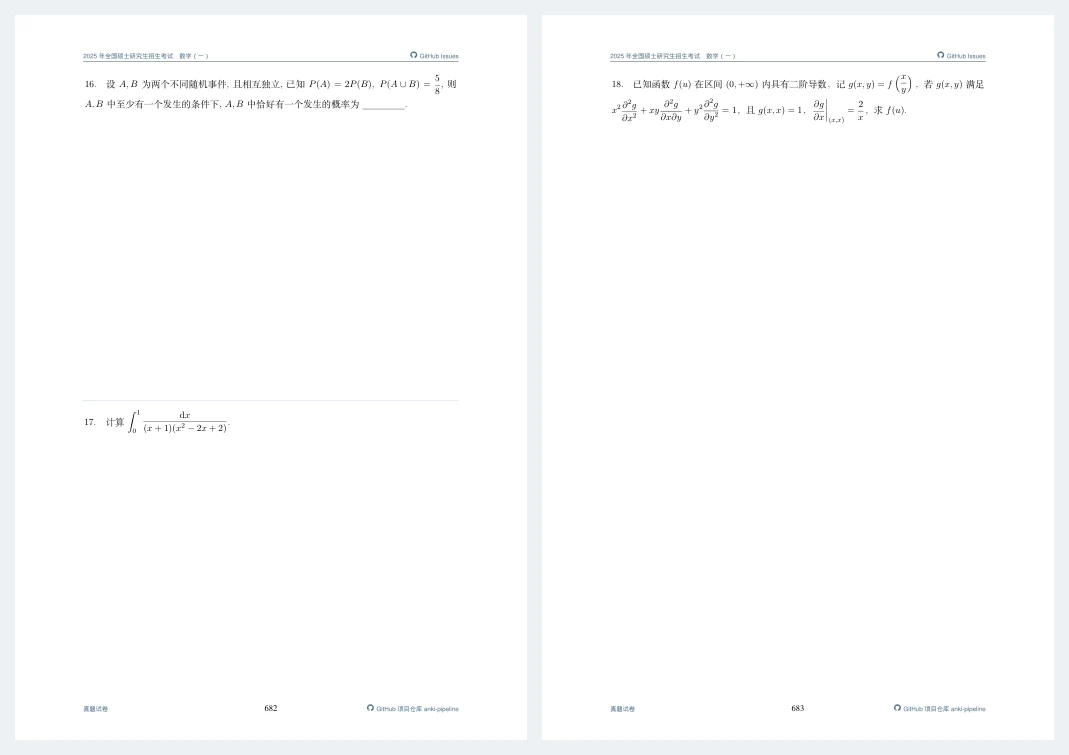 2025 年全国硕士研究生招生考试 数学（一） GitHub Issues
16. 设 A, B 为两个不同随机事件, 且相互独立, 已知 P(A) = 2P(B), P(A ∪ B) = 5/8, 则
A, B 中至少有一个发生的条件下, A, B 中恰好有一个发生的概率为 ________.
17. 计算 ∫₀¹ dx/((x + 1)(x² − 2x + 2)).
真题试卷 682 GitHub 项目仓库 anki-pipeline
2025 年全国硕士研究生招生考试 数学（一） GitHub Issues
18. 已知函数 f(u) 在区间 (0, +∞) 内具有二阶导数, 记 g(x, y) = f(x/y), 若 g(x, y) 满足
x² ∂²g/∂x² + xy ∂²g/∂x∂y + y² ∂²g/∂y² = 1, 且 g(x, x) = 1, ∂g/∂x|₍ₓ,ₓ₎ = 2/x, 求 f(u).
真题试卷 683 GitHub 项目仓库 anki-pipeline